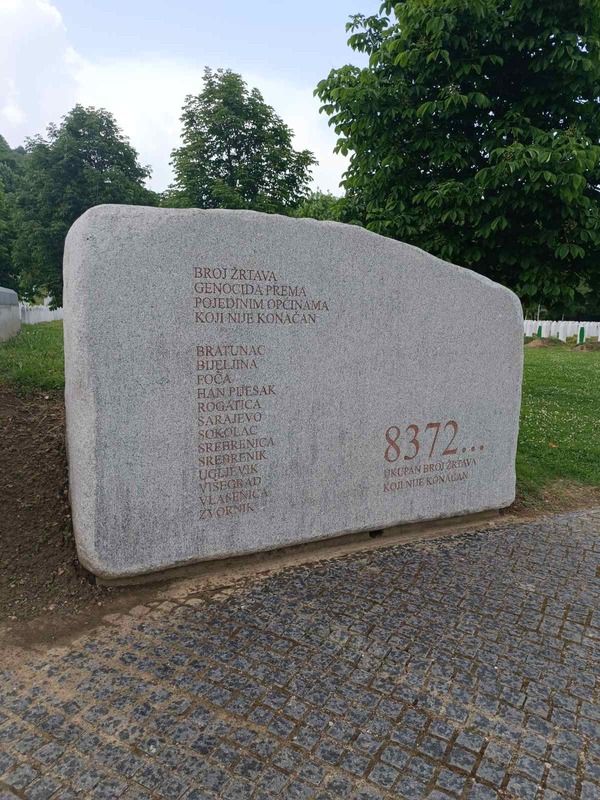 BROJ ŽRTAVA
GENOCIDA PREMA
POJEDINIM OPĆINAMA
KOJI NIJE KONAČAN
BRATUNAC
BIJELJINA
FOČA
HAN PIJESAK
ROGATICA
SARAJEVO
SOKOLAC
SREBRENICA
SREBRENIK
UGLJEVIK
VIŠEGRAD
VLASENICA
ZVORNIK
8372...
UKUPAN BROJ ŽRTAVA
KOJI NIJE KONAČAN